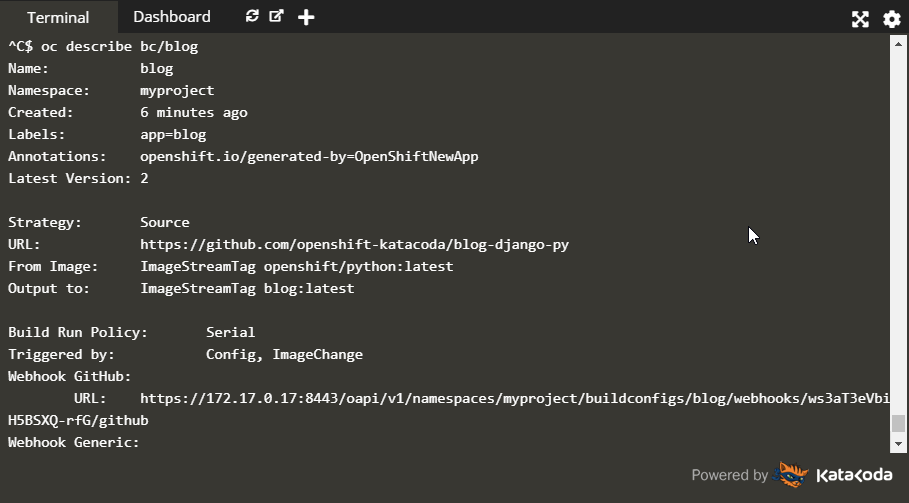 Terminal Dashboard
^C$ oc describe bc/blog
Name: blog
Namespace: myproject
Created: 6 minutes ago
Labels: app=blog
Annotations: openshift.io/generated-by=OpenShiftNewApp
Latest Version: 2
Strategy: Source
URL: https://github.com/openshift-katacoda/blog-django-py
From Image: ImageStreamTag openshift/python:latest
Output to: ImageStreamTag blog:latest
Build Run Policy: Serial
Triggered by: Config, ImageChange
Webhook GitHub:
URL: https://172.17.0.17:8443/oapi/v1/namespaces/myproject/buildconfigs/blog/webhooks/ws3aT3eVbi
H5BSXQ-rfG/github
Webhook Generic:
Powered by KataKoda